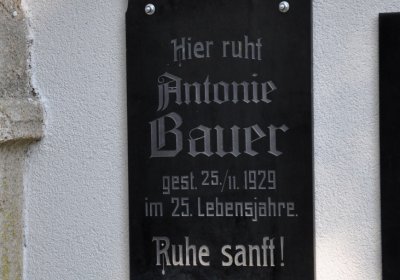 Hier ruht
Antonie
Bauer
gest. 25./11. 1929
im 25. Lebensjahre.
Ruhe sanft!